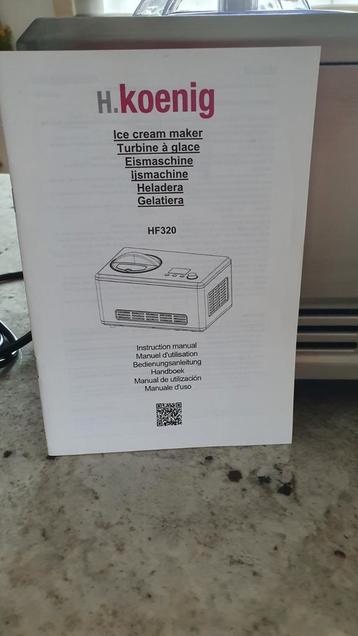 H.koenig
Ice cream maker
Turbine à glace
Eismaschine
Ijsmachine
Heladera
Gelatiera
HF320
Instruction manual
Manuel d'utilisation
Bedienungsanleitung
Handboek
Manual de utilización
Manuale d'uso